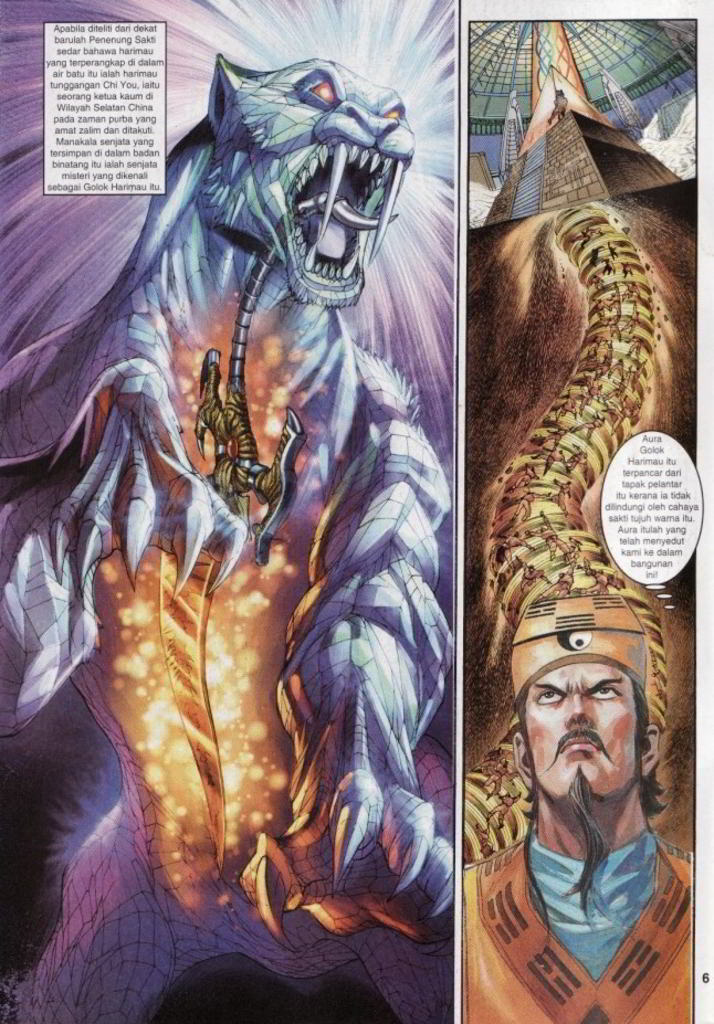 Apabila diteliti dari dekat
barulah Penenung Sakti
sedar bahawa harimau
yang terperangkap di dalam
air batu itu ialah harimau
tunggangan Chi You, iaitu
seorang ketua kaum di
Wilayah Selatan China
pada zaman purba yang
amat zalim dan ditakuti.
Manakala senjata yang
tersimpan di dalam badan
binatang itu ialah senjata
misteri yang dikenali
sebagai Golok Harimau itu.
Aura
Golok
Harimau itu
terpancar dari
tapak pelantar
itu kerana ia tidak
dilindungi oleh cahaya
sakti tujuh warna itu.
Aura itulah yang
telah menyedut
kami ke dalam
bangunan
ini!
6